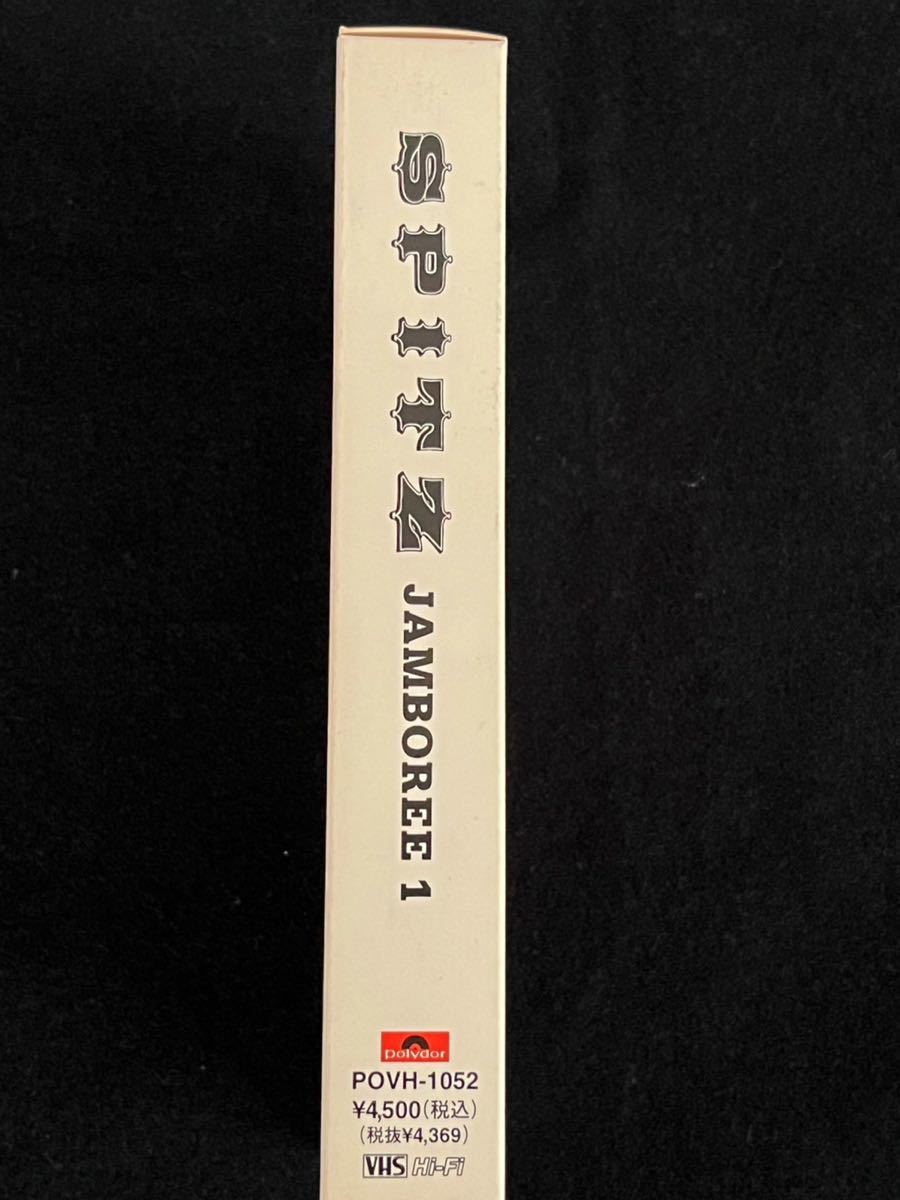 SPITZ JAMBOREE 1
polydor
POVH-1052
¥4,500(税込)
(税抜¥4,369)
VHS Hi-Fi